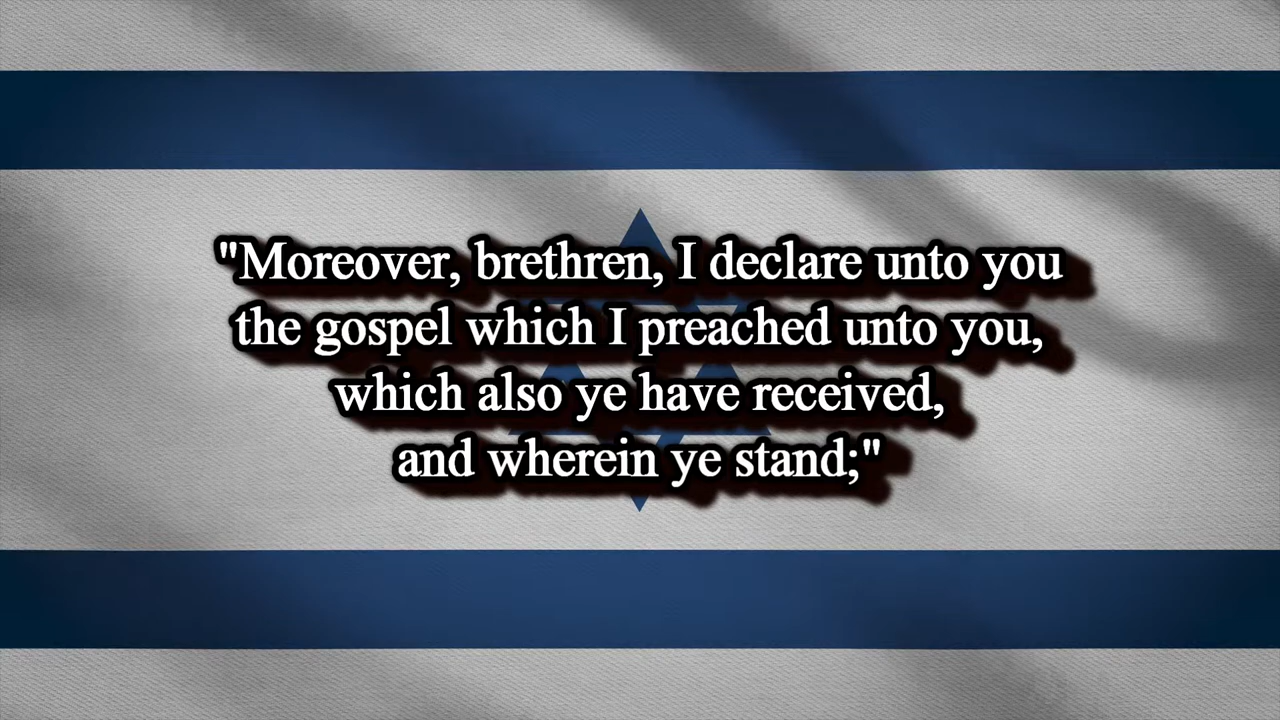 "Moreover, brethren, I declare unto you
the gospel which I preached unto you,
which also ye have received,
and wherein ye stand;"